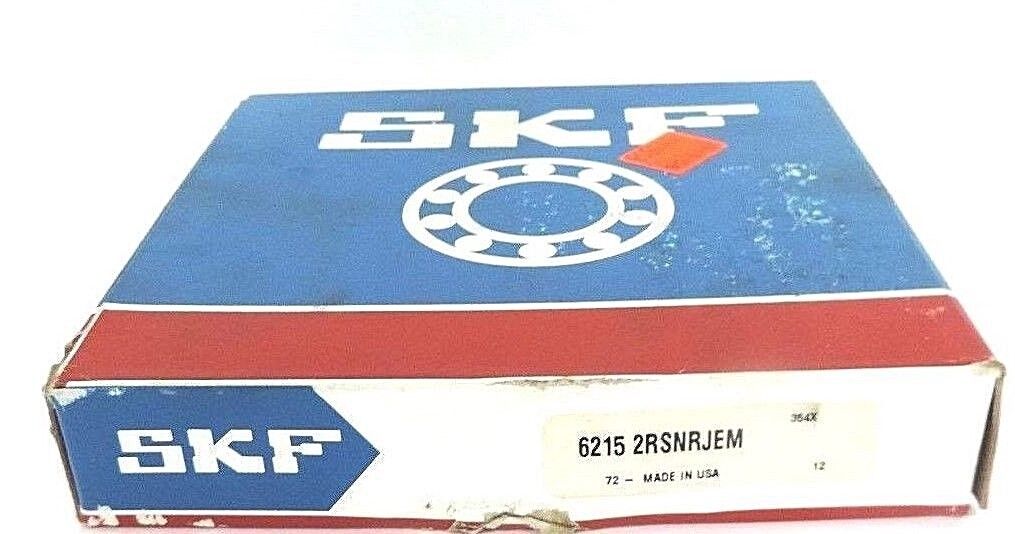 SKF
SKF
354X
6215 2RSNRJEM
72 - MADE IN USA
12